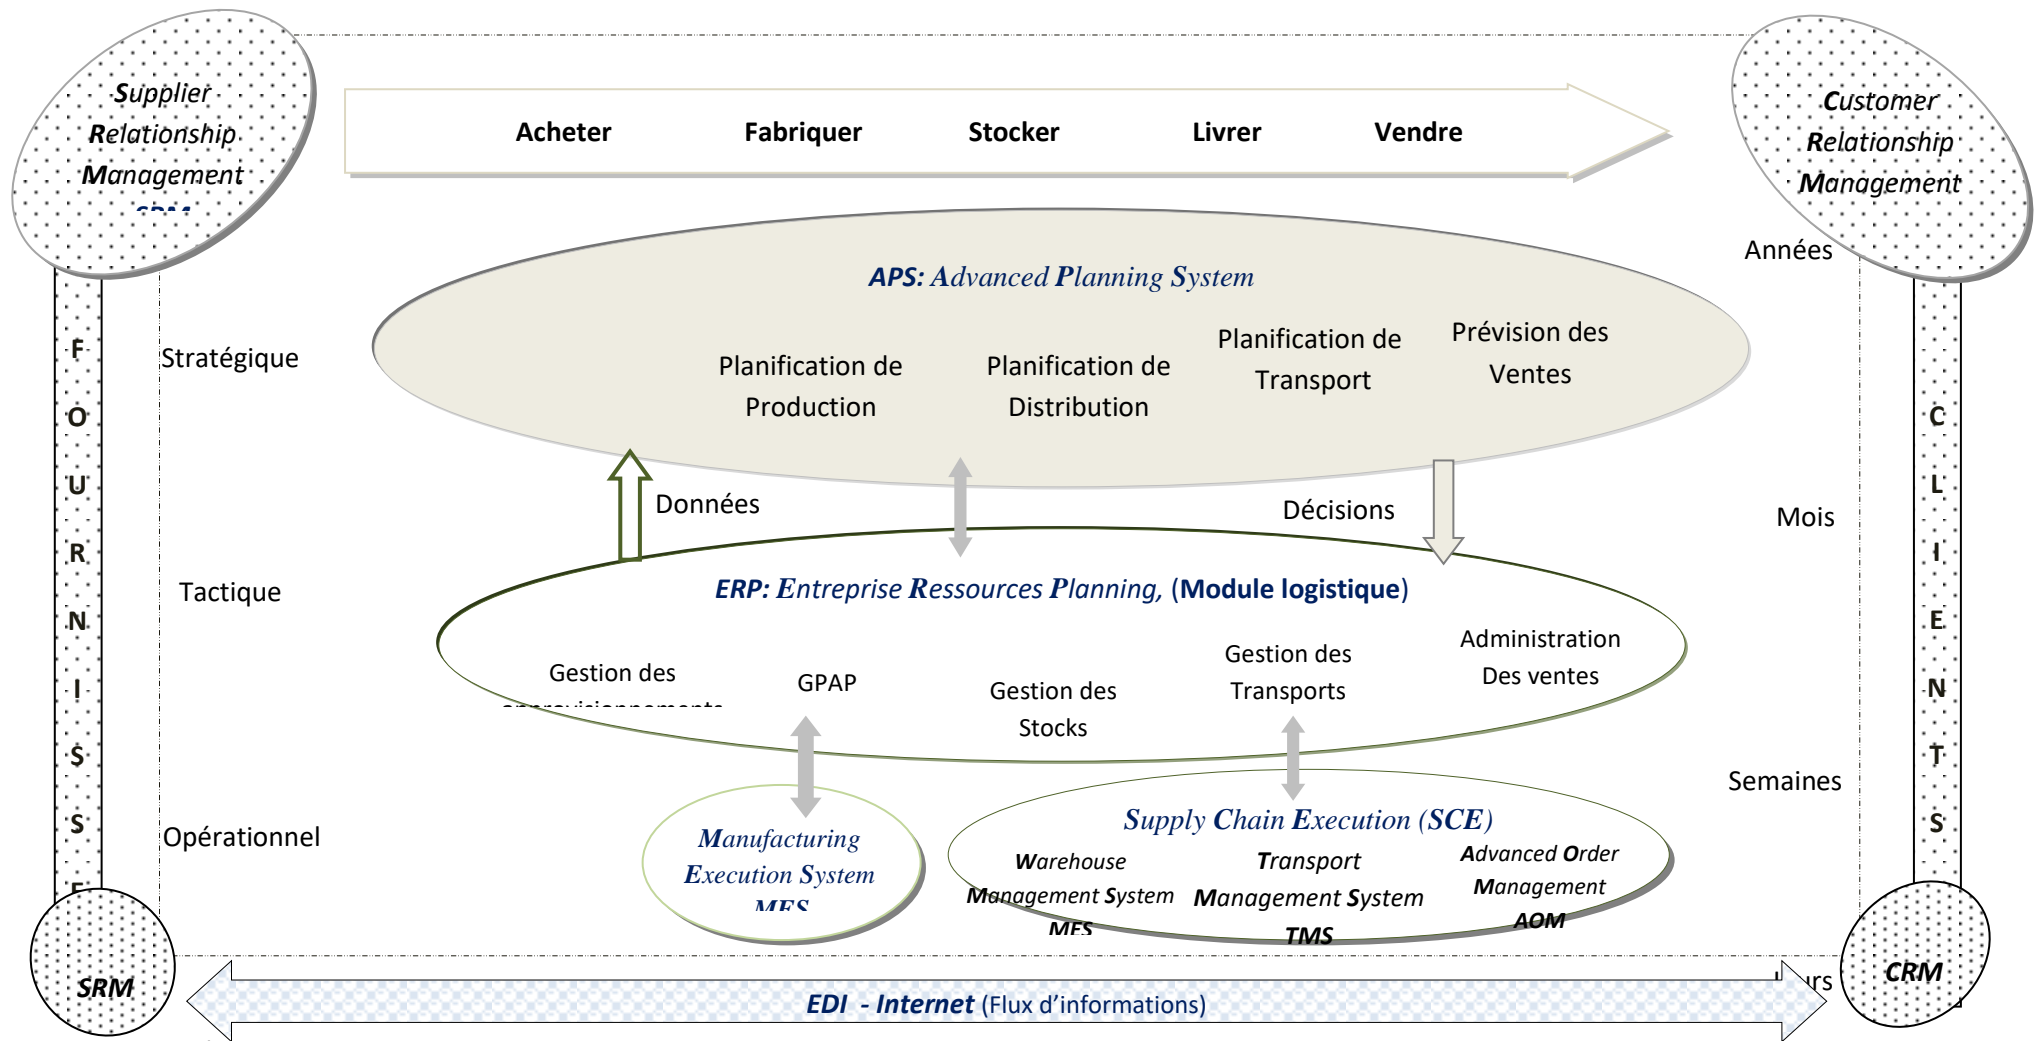 Supplier
Relationship
Management
SRM
Customer
Relationship
Management
Acheter Fabriquer Stocker Livrer Vendre
Années
APS: Advanced Planning System
Stratégique
Planification de
Production
Planification de
Distribution
Planification de
Transport
Prévision des
Ventes
Données
Décisions
Mois
Tactique
ERP: Entreprise Ressources Planning, (Module logistique)
Gestion des
approvisionnements
GPAP
Gestion des
Stocks
Gestion des
Transports
Administration
Des ventes
Semaines
Opérationnel
Manufacturing
Execution System
MES
Supply Chain Execution (SCE)
Warehouse
Management System
MES
Transport
Management System
TMS
Advanced Order
Management
AOM
F
O
U
R
N
I
S
S
E
C
L
I
E
N
T
S
SRM
CRM
EDI - Internet (Flux d’informations)